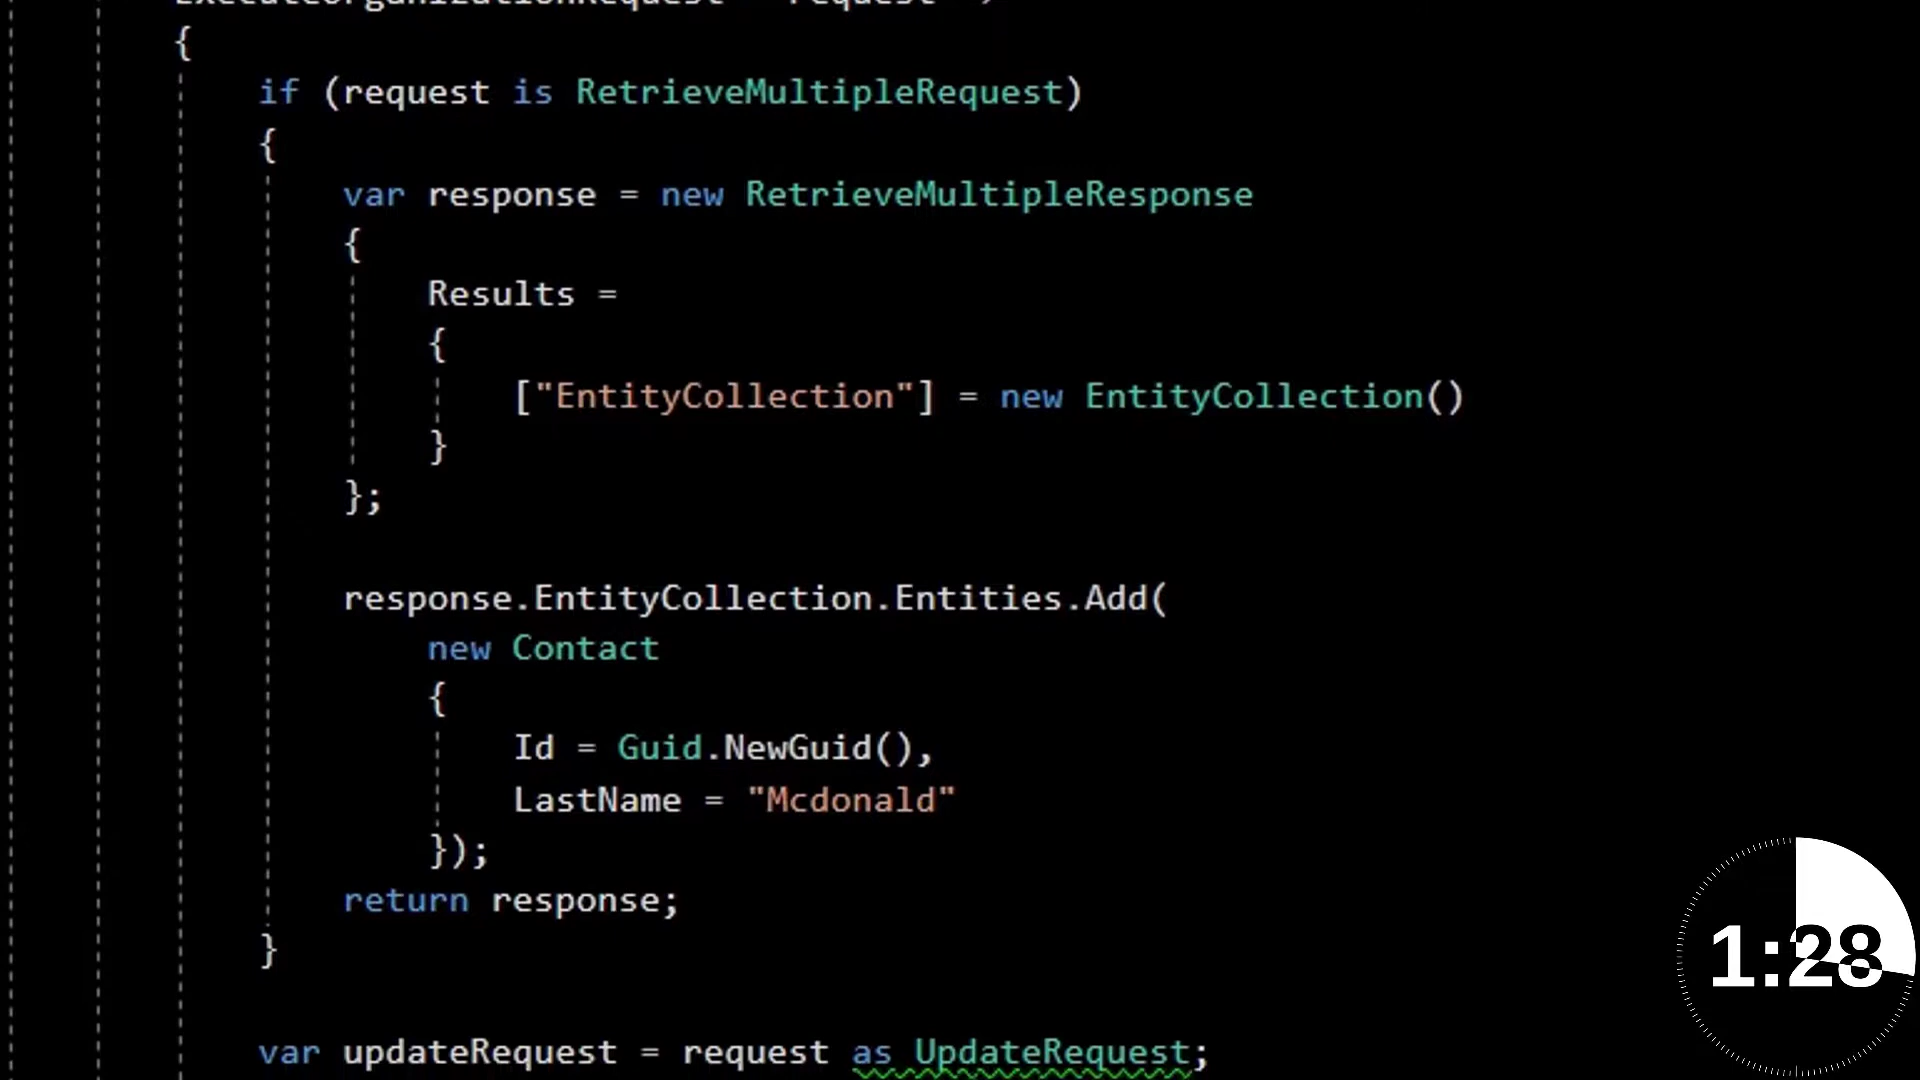 {
if (request is RetrieveMultipleRequest)
{
var response = new RetrieveMultipleResponse
{
Results =
{
["EntityCollection"] = new EntityCollection()
}
};
response.EntityCollection.Entities.Add(
new Contact
{
Id = Guid.NewGuid(),
LastName = "Mcdonald"
});
return response;
}
var updateRequest = request as UpdateRequest;
1:28